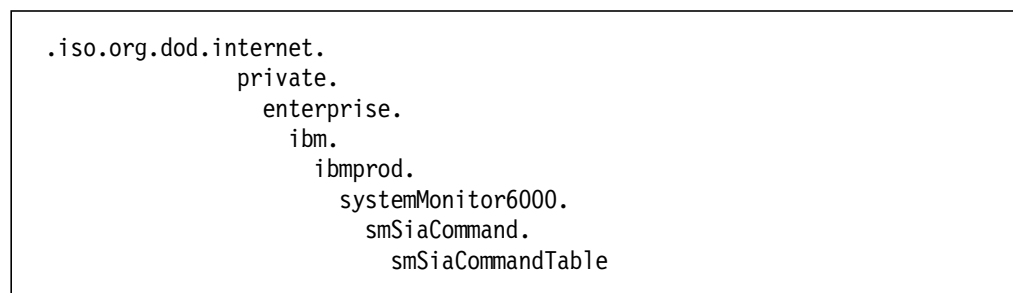 .iso.org.dod.internet.
private.
enterprise.
ibm.
ibmprod.
systemMonitor6000.
smSiaCommand.
smSiaCommandTable